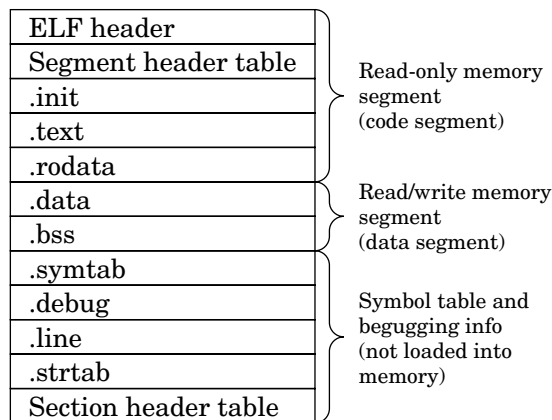 ELF header
Segment header table
.init
.text
.rodata
.data
.bss
.symtab
.debug
.line
.strtab
Section header table
Read-only memory
segment
(code segment)
Read/write memory
segment
(data segment)
Symbol table and
begugging info
(not loaded into
memory)